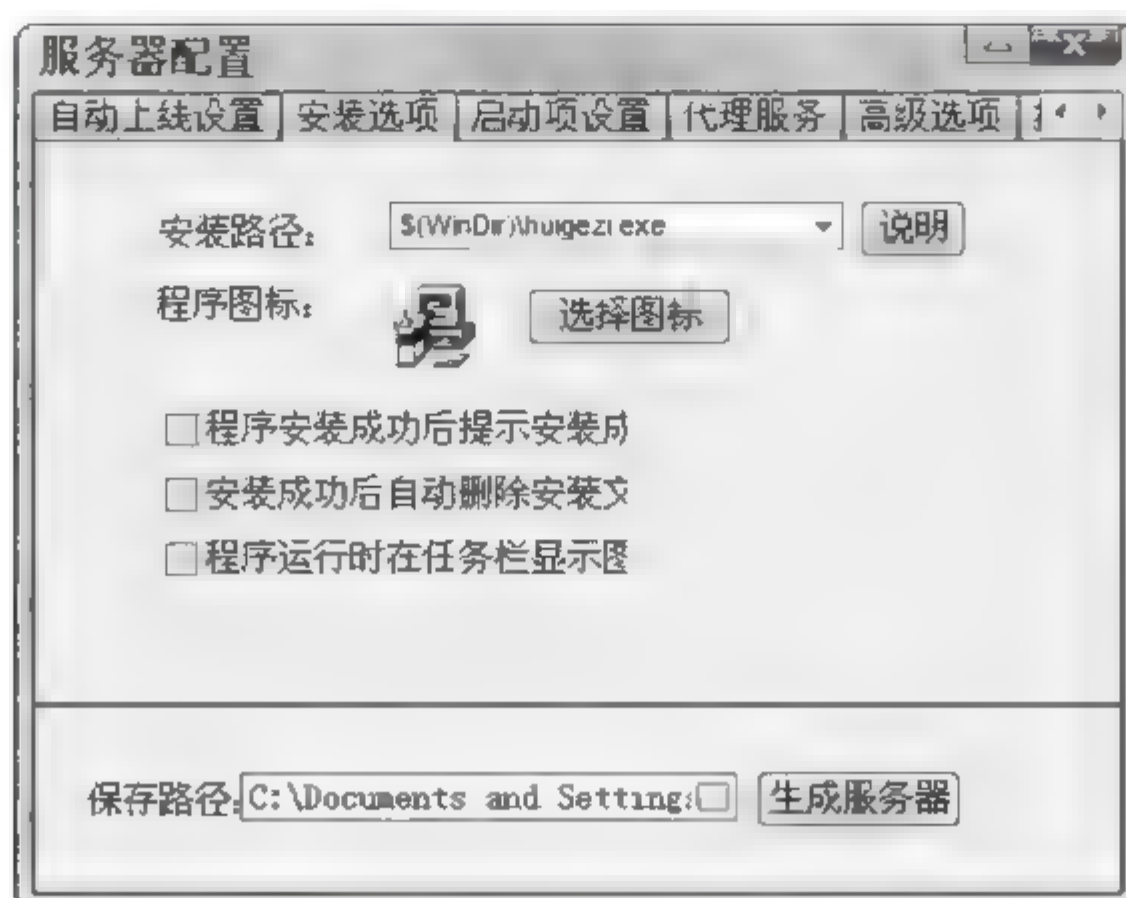 服务器配置
自动上线设置 安装选项 启动项设置 代理服务 高级选项
安装路径: $(WinDir)\huigezi.exe 说明
程序图标: 选择图标
程序安装成功后提示安装成
安装成功后自动删除安装文
程序运行时在任务栏显示图
保存路径: C:\Documents and Settings 生成服务器